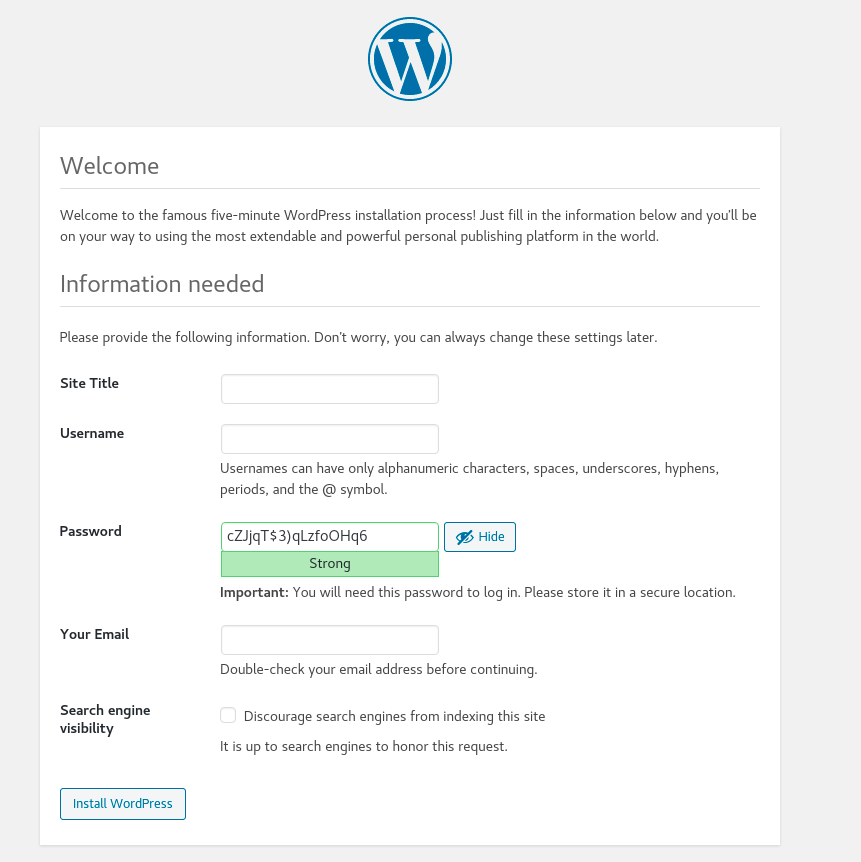 Welcome
Welcome to the famous five-minute WordPress installation process! Just fill in the information below and you'll be
on your way to using the most extendable and powerful personal publishing platform in the world.
Information needed
Please provide the following information. Don't worry, you can always change these settings later.
Site Title
Username
Usernames can have only alphanumeric characters, spaces, underscores, hyphens,
periods, and the @ symbol.
Password
cZJjqT$3)qLzfoOHq6
Hide
Strong
Important: You will need this password to log in. Please store it in a secure location.
Your Email
Double-check your email address before continuing.
Search engine
visibility
Discourage search engines from indexing this site
It is up to search engines to honor this request.
Install WordPress